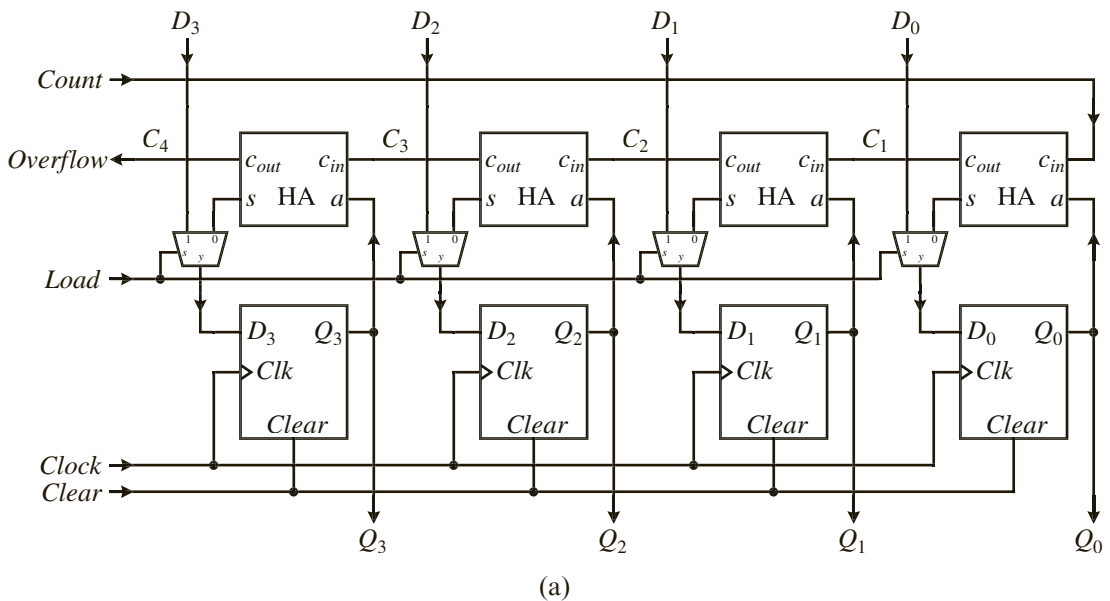 D3 D2 D1 D0
Count
C4 C3 C2 C1
Overflow cout cin cout cin cout cin cout cin
s HA a s HA a s HA a s HA a
1 0 1 0 1 0 1 0
s y s y s y s y
Load
D3 Q3 D2 Q2 D1 Q1 D0 Q0
Clk Clk Clk Clk
Clear Clear Clear Clear
Clock
Clear
Q3 Q2 Q1 Q0
(a)